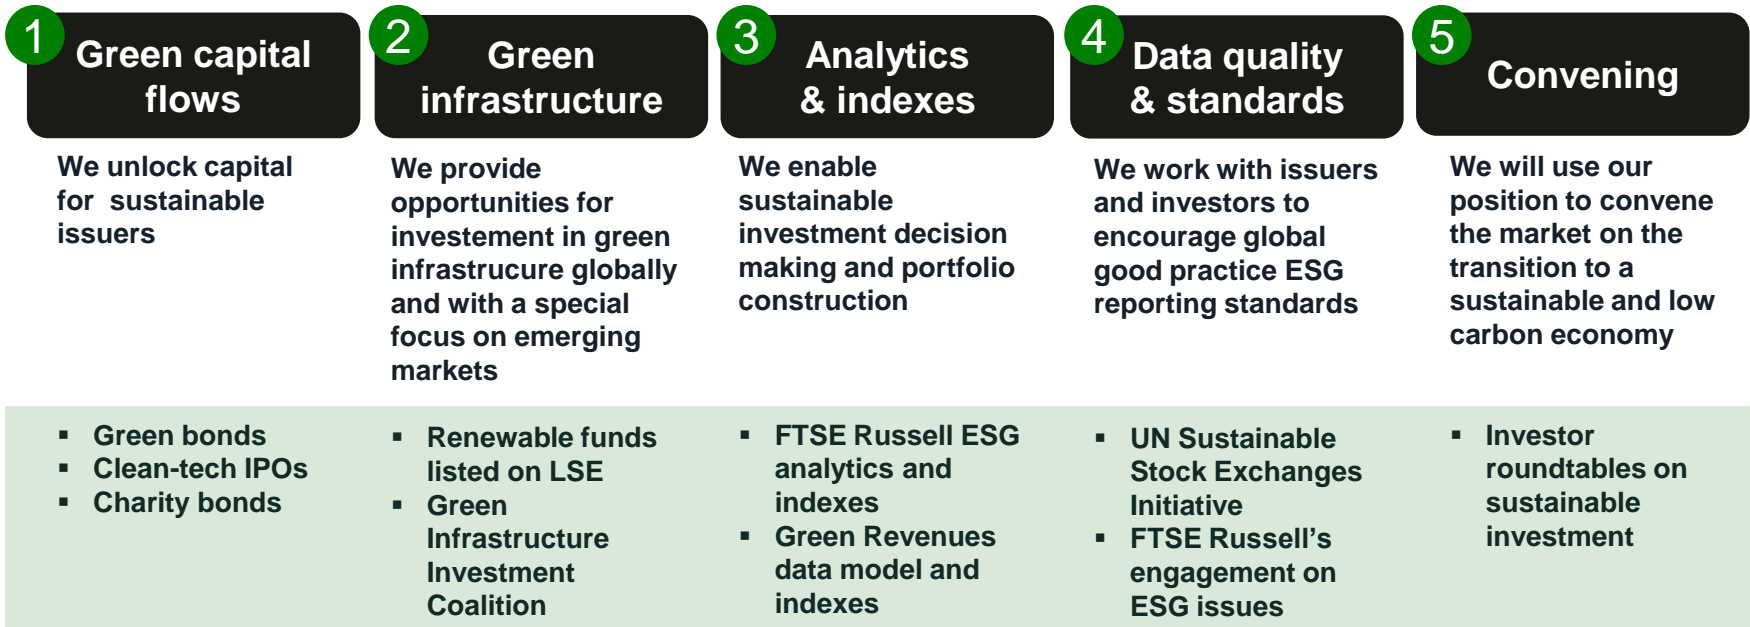 1
Green capital
flows
We unlock capital
for sustainable
issuers
▪ Green bonds
▪ Clean-tech IPOs
▪ Charity bonds
2
Green
infrastructure
We provide
opportunities for
investement in green
infrastrucure globally
and with a special
focus on emerging
markets
▪ Renewable funds
listed on LSE
▪ Green
Infrastructure
Investment
Coalition
3
Analytics
& indexes
We enable
sustainable
investment decision
making and portfolio
construction
▪ FTSE Russell ESG
analytics and
indexes
▪ Green Revenues
data model and
indexes
4
Data quality
& standards
We work with issuers
and investors to
encourage global
good practice ESG
reporting standards
▪ UN Sustainable
Stock Exchanges
Initiative
▪ FTSE Russell’s
engagement on
ESG issues
5
Convening
We will use our
position to convene
the market on the
transition to a
sustainable and low
carbon economy
▪ Investor
roundtables on
sustainable
investment